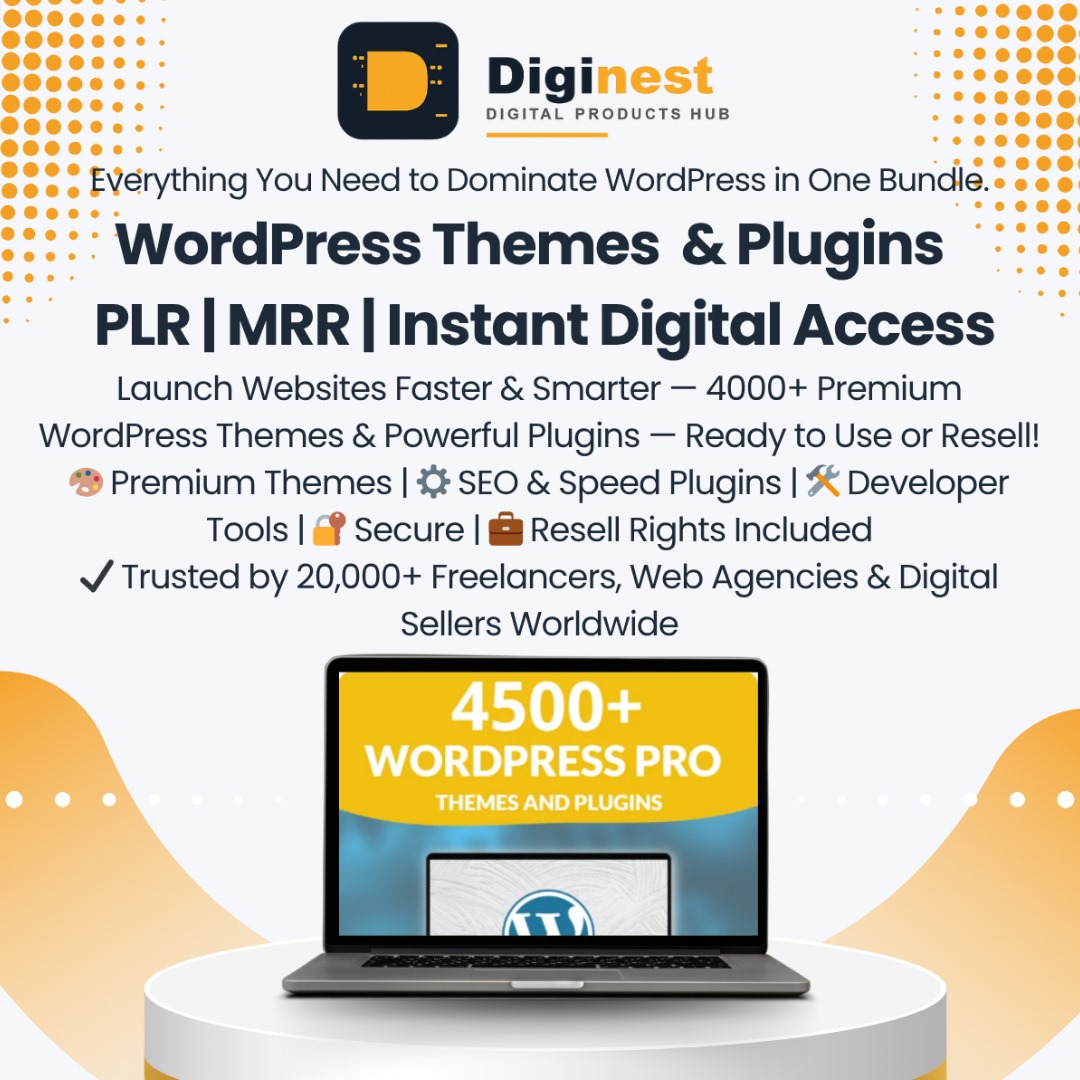 Diginest
DIGITAL PRODUCTS HUB
Everything You Need to Dominate WordPress in One Bundle.
WordPress Themes & Plugins
PLR | MRR | Instant Digital Access
Launch Websites Faster & Smarter — 4000+ Premium
WordPress Themes & Powerful Plugins — Ready to Use or Resell!
🎨 Premium Themes | ⚙️ SEO & Speed Plugins | 🛠️ Developer
Tools | 🔐 Secure | 💼 Resell Rights Included
✔️ Trusted by 20,000+ Freelancers, Web Agencies & Digital
Sellers Worldwide
4500+
WORDPRESS PRO
THEMES AND PLUGINS